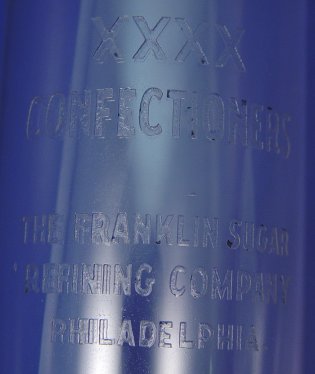 XXXX
CONFECTIONERS
THE FRANKLIN SUGAR
REFINING COMPANY
PHILADELPHIA.